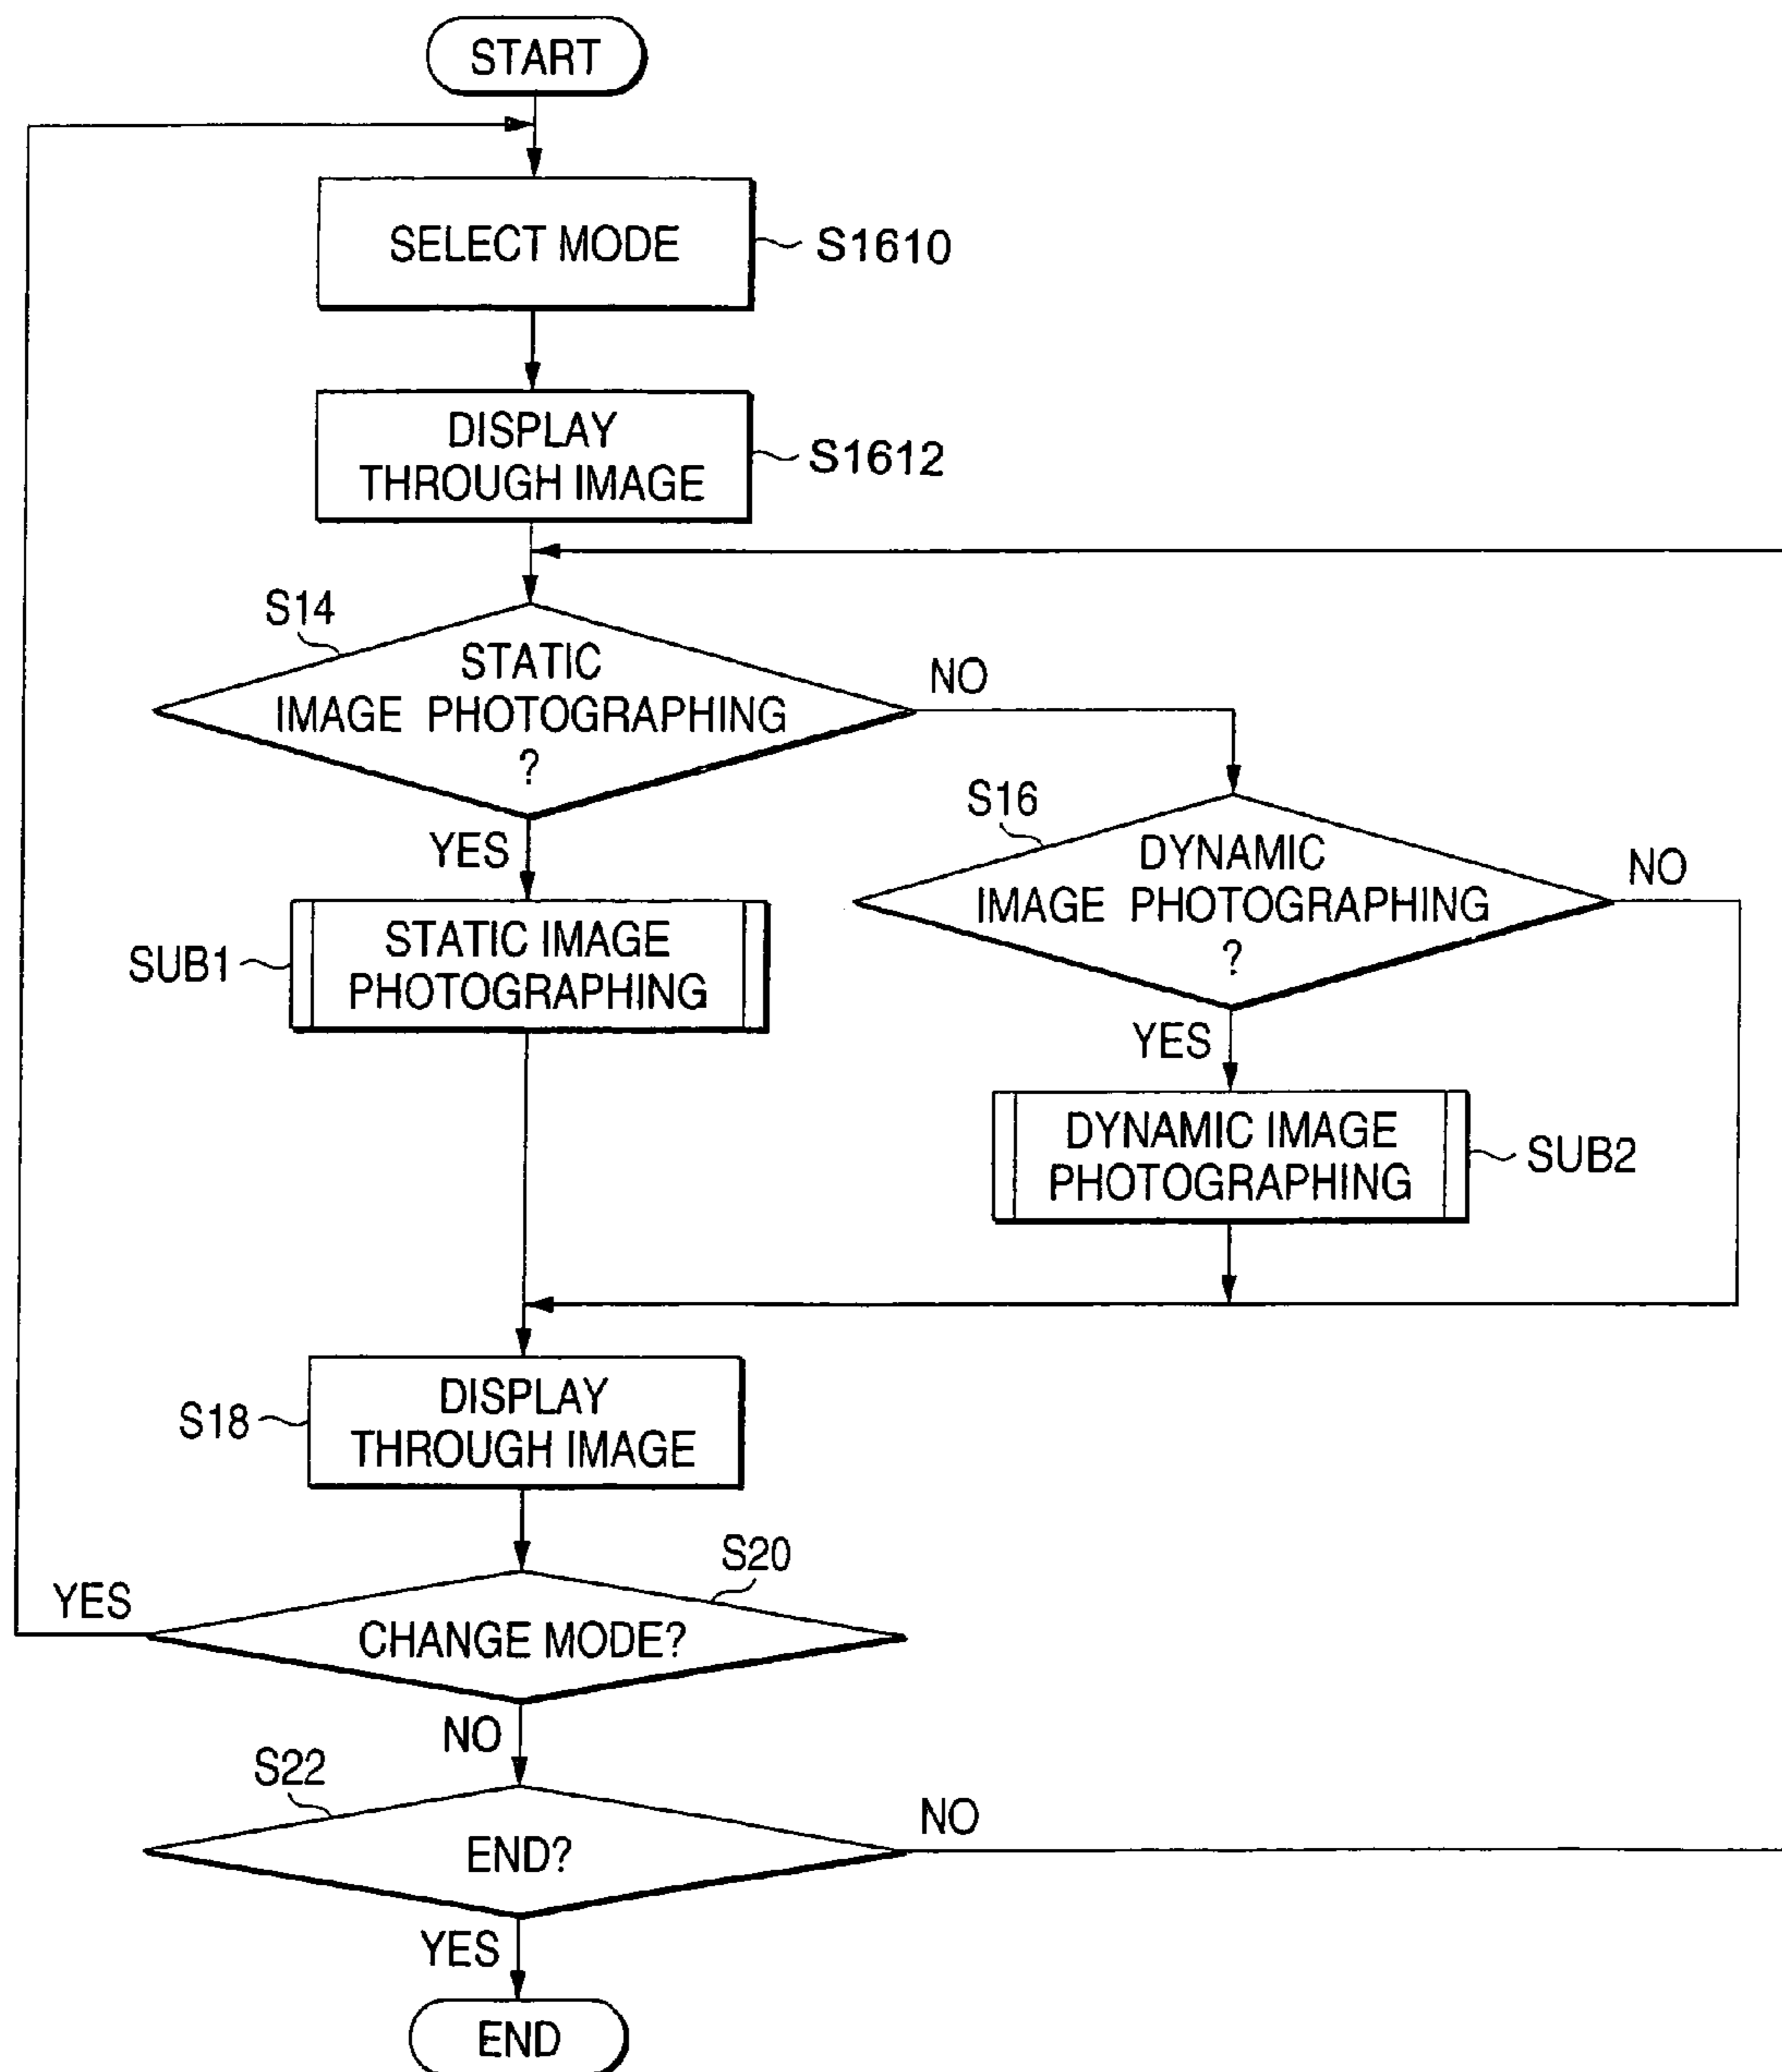 START
SELECT MODE
S1610
DISPLAY
THROUGH IMAGE
S1612
S14
STATIC
IMAGE PHOTOGRAPHING
?
NO
YES
S16
DYNAMIC
IMAGE PHOTOGRAPHING
?
NO
YES
SUB1
STATIC IMAGE
PHOTOGRAPHING
DYNAMIC IMAGE
PHOTOGRAPHING
SUB2
S18
DISPLAY
THROUGH IMAGE
S20
YES
CHANGE MODE?
NO
S22
END?
NO
YES
END